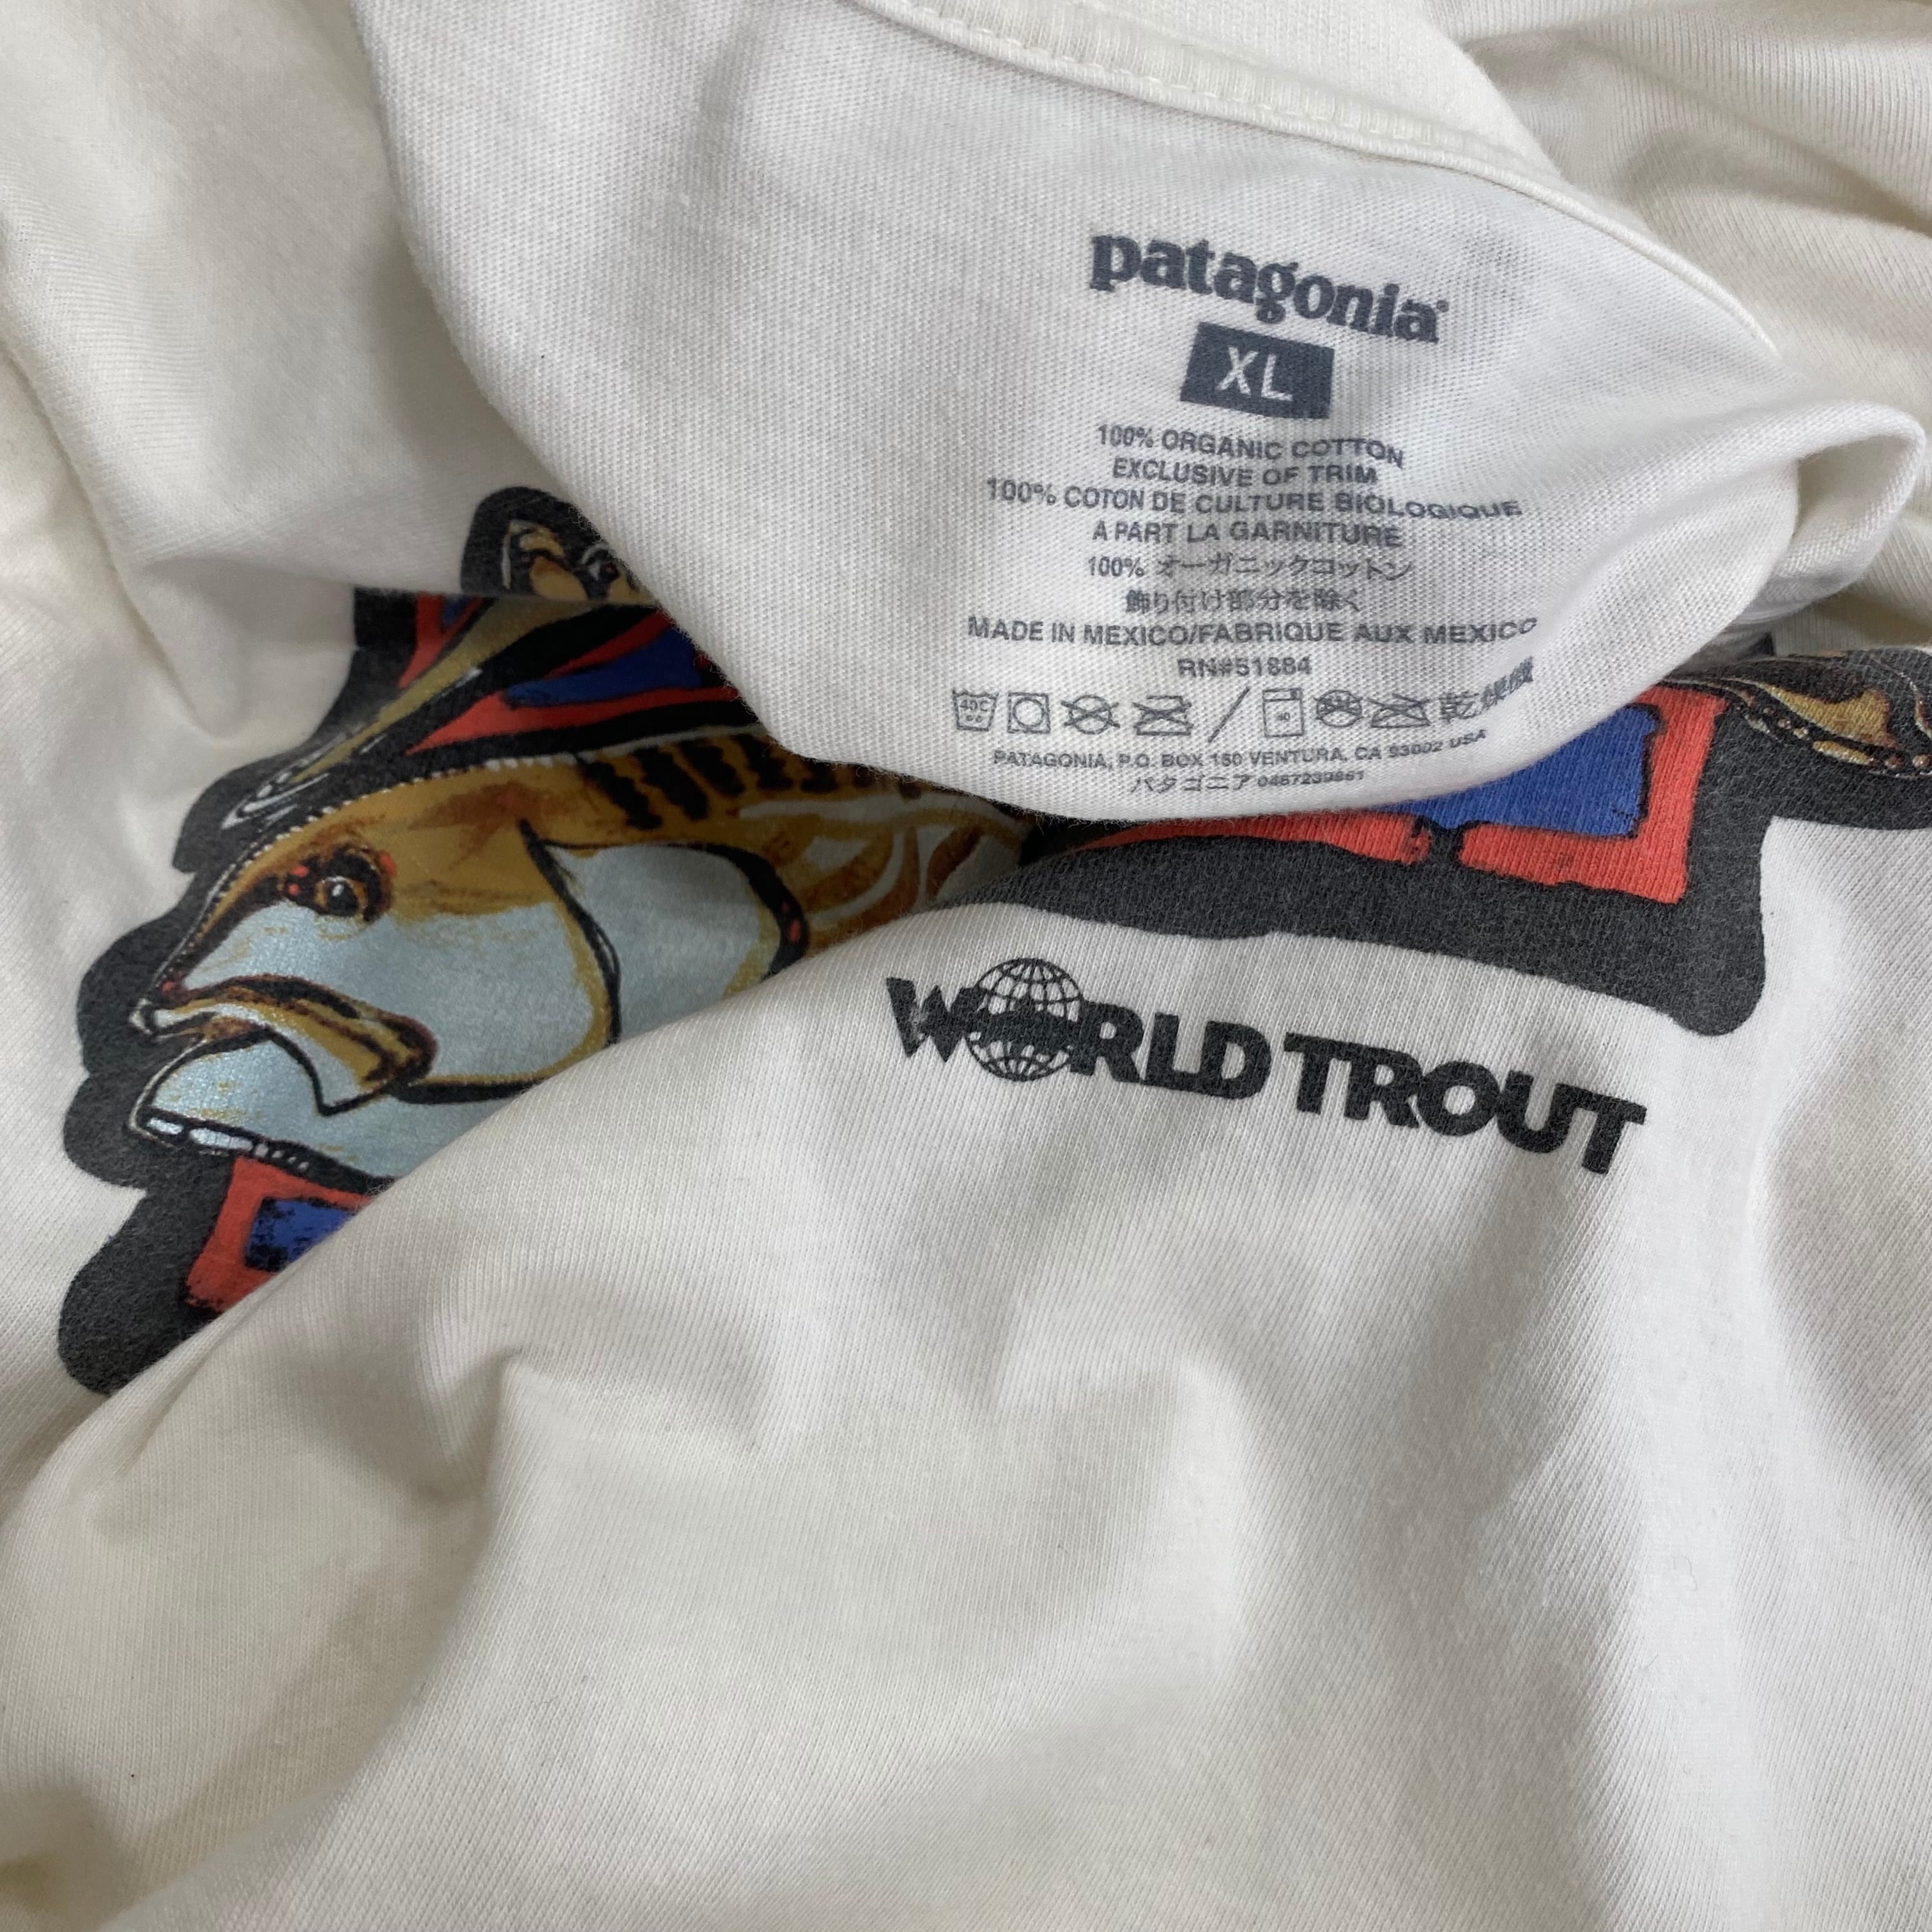 patagonia®
XL
100% ORGANIC COTTON
EXCLUSIVE OF TRIM
100% COTON DE CULTURE BIOLOGIQUE
A PART LA GARNITURE
100% オーガニックコットン
飾り付け部分を除く
MADE IN MEXICO/FABRIQUE AUX MEXICO
RN#51884
40C 40
PATAGONIA, P.O. BOX 150 VENTURA, CA 93002 USA
パタゴニア 0467239961
WORLD TROUT